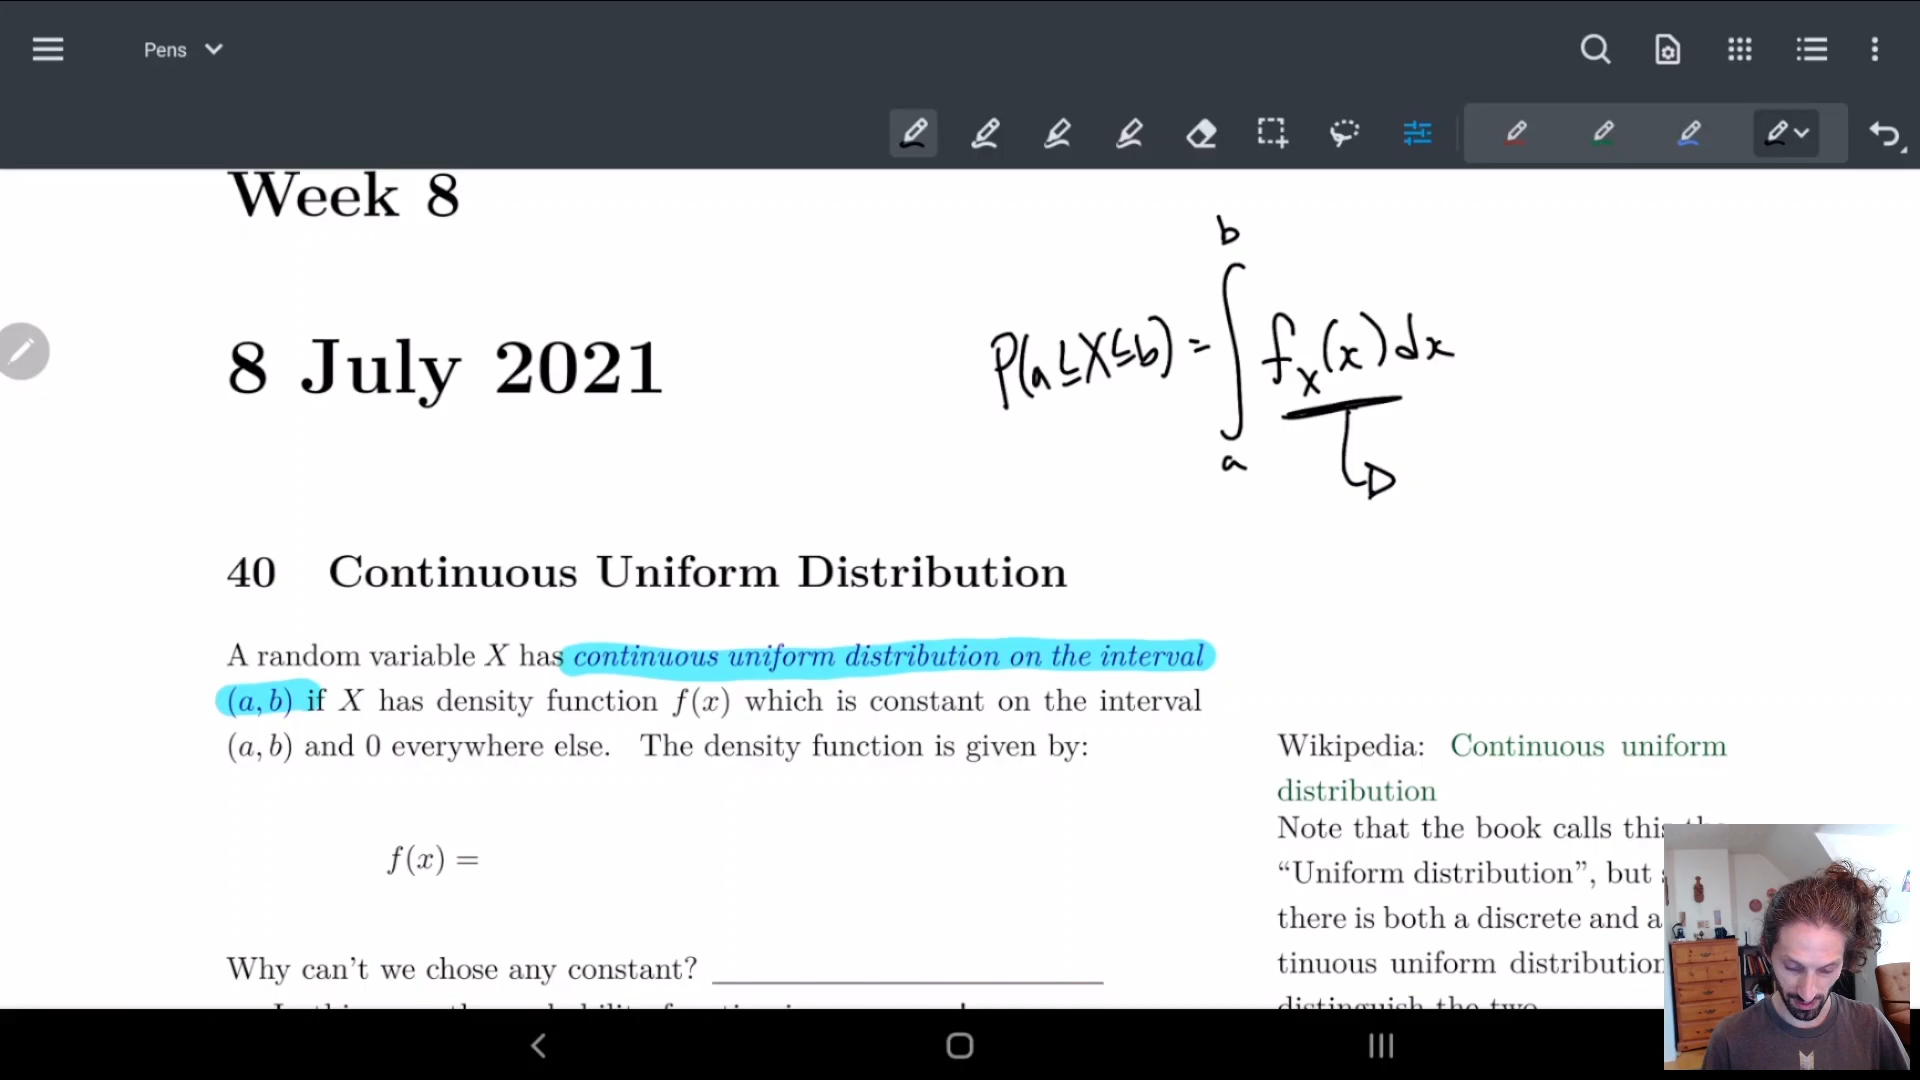 Pens
Week 8
b
8 July 2021
P(a≤X≤b) = ∫ f_X(x)dx
a
D
40 Continuous Uniform Distribution
A random variable X has continuous uniform distribution on the interval
(a, b) if X has density function f(x) which is constant on the interval
(a, b) and 0 everywhere else. The density function is given by:
f(x) =
Why can't we chose any constant?
Wikipedia: Continuous uniform
distribution
Note that the book calls this
"Uniform distribution", but
there is both a discrete and a
tinuous uniform distribution
distinguish the two